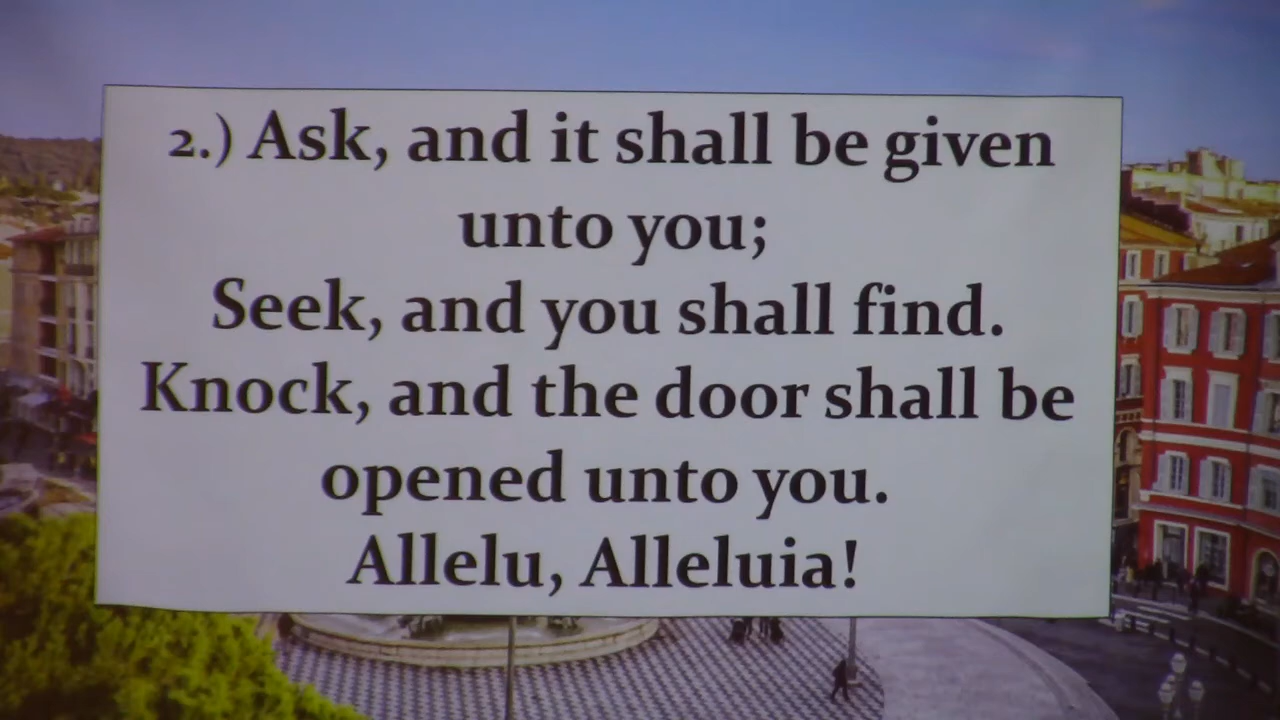 2.) Ask, and it shall be given
unto you;
Seek, and you shall find.
Knock, and the door shall be
opened unto you.
Allelu, Alleluia!